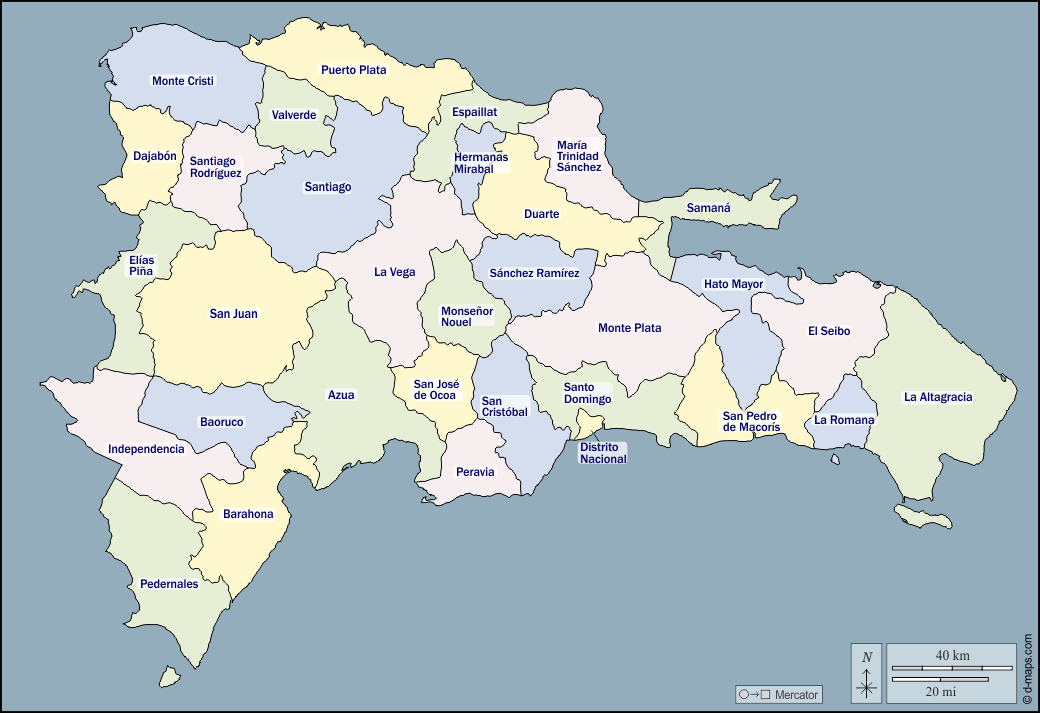 Puerto Plata
Monte Cristi
Valverde
Espaillat
Dajabón
Santiago
Rodríguez
Hermanas
Mirabal
María
Trinidad
Sánchez
Santiago
Duarte
Samaná
Elías
Piña
La Vega
Sánchez Ramírez
Hato Mayor
San Juan
Monseñor
Nouel
Monte Plata
El Seibo
Azua
San José
de Ocoa
San
Cristóbal
Santo
Domingo
La Altagracia
Baoruco
San Pedro
de Macorís
La Romana
Independencia
Distrito
Nacional
Peravia
Barahona
Pedernales
Mercator
N
40 km
20 mi
© d-maps.com